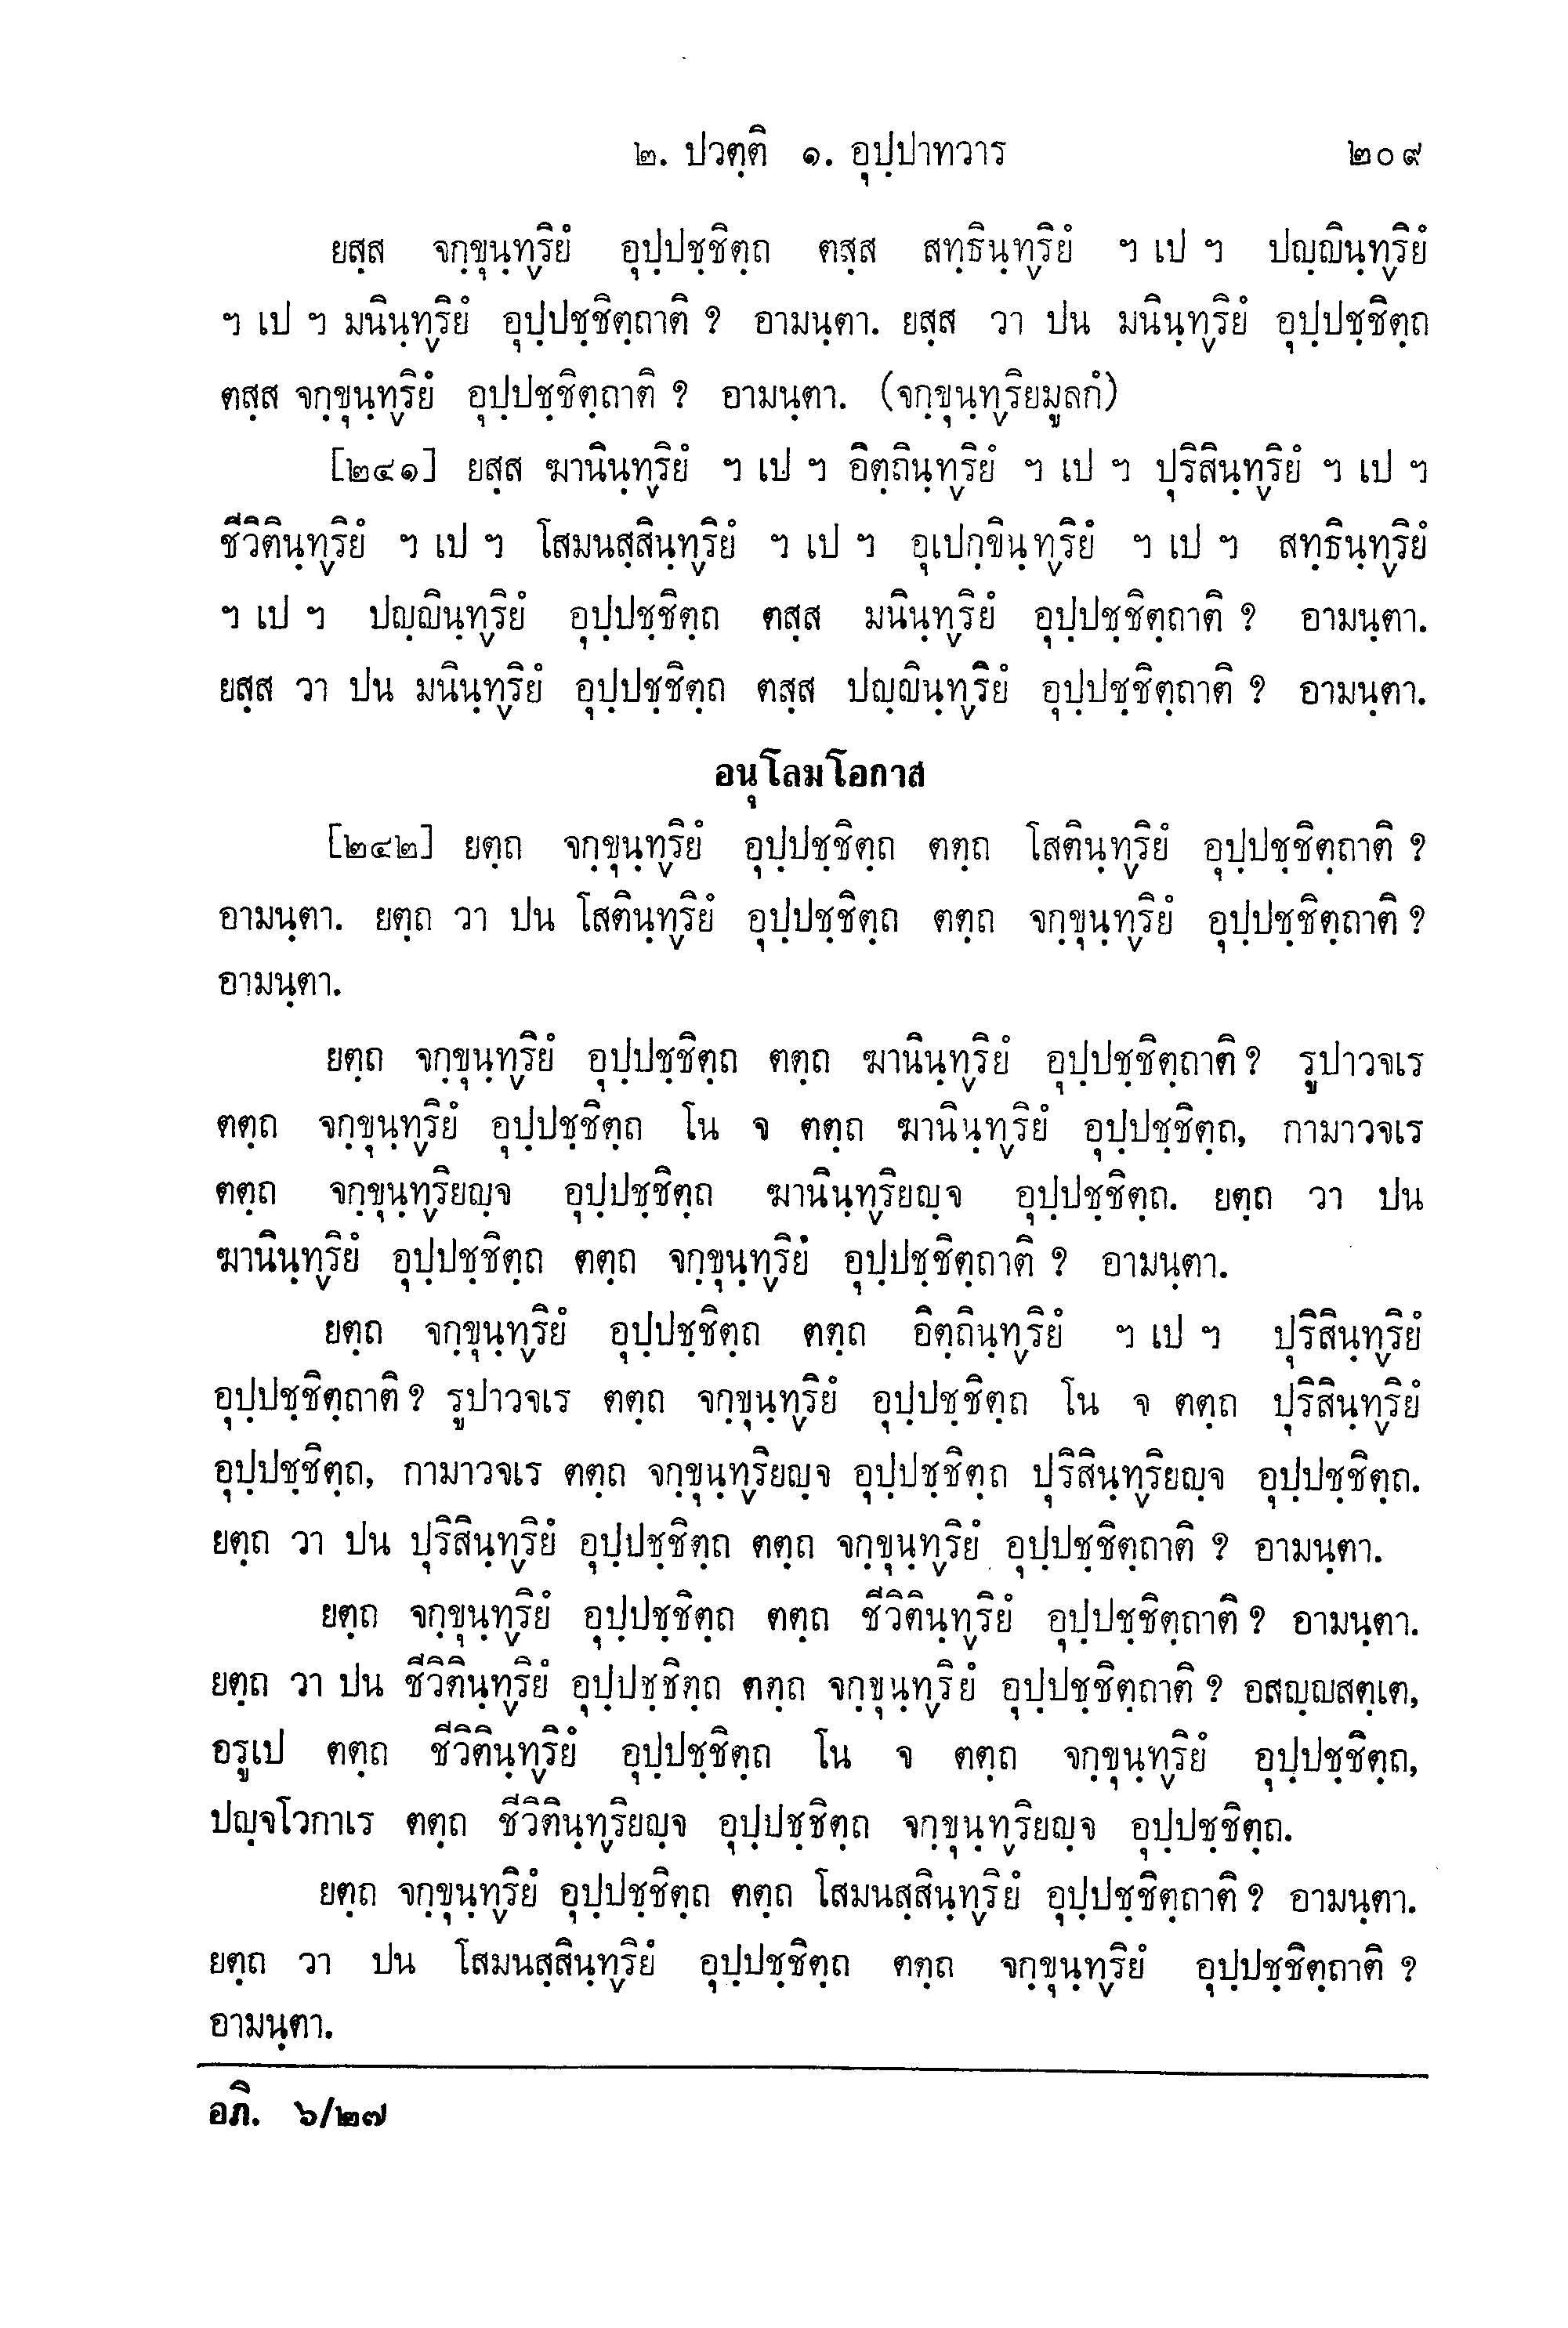 ๒. ปวตฺติ ๑. อุปฺปาทวาร ๒๐๙
ยสฺส จกฺขุนฺทฺริยํ อุปฺปชฺชิตฺถ ตสฺส สทฺธินฺทฺริยํ ฯ เป ฯ ปญฺญินฺทฺริยํ
ฯ เป ฯ มนินฺทฺริยํ อุปฺปชฺชิตฺถาติ ? อามนฺตา. ยสฺส วา ปน มนินฺทฺริยํ อุปฺปชฺชิตฺถ
ตสฺส จกฺขุนฺทฺริยํ อุปฺปชฺชิตฺถาติ ? อามนฺตา. (จกฺขุนฺทฺริยมูลกํ)
[๒๔๑] ยสฺส ฆานินฺทฺริยํ ฯ เป ฯ อิตฺถินฺทฺริยํ ฯ เป ฯ ปุริสินฺทฺริยํ ฯ เป ฯ
ชีวิตินฺทฺริยํ ฯ เป ฯ โสมนสฺสินฺทฺริยํ ฯ เป ฯ อุเปกฺขินฺทฺริยํ ฯ เป ฯ สทฺธินฺทฺริยํ
ฯ เป ฯ ปญฺญินฺทฺริยํ อุปฺปชฺชิตฺถ ตสฺส มนินฺทฺริยํ อุปฺปชฺชิตฺถาติ ? อามนฺตา.
ยสฺส วา ปน มนินฺทฺริยํ อุปฺปชฺชิตฺถ ตสฺส ปญฺญินฺทฺริยํ อุปฺปชฺชิตฺถาติ ? อามนฺตา.
อนุโลมโอกาส
[๒๔๒] ยตฺถ จกฺขุนฺทฺริยํ อุปฺปชฺชิตฺถ ตตฺถ โสตินฺทฺริยํ อุปฺปชฺชิตฺถาติ ?
อามนฺตา. ยตฺถ วา ปน โสตินฺทฺริยํ อุปฺปชฺชิตฺถ ตตฺถ จกฺขุนฺทฺริยํ อุปฺปชฺชิตฺถาติ ?
อามนฺตา.
ยตฺถ จกฺขุนฺทฺริยํ อุปฺปชฺชิตฺถ ตตฺถ ฆานินฺทฺริยํ อุปฺปชฺชิตฺถาติ ? รูปาวจเร
ตตฺถ จกฺขุนฺทฺริยํ อุปฺปชฺชิตฺถ โน จ ตตฺถ ฆานินฺทฺริยํ อุปฺปชฺชิตฺถ, กามาวจเร
ตตฺถ จกฺขุนฺทฺริยญฺจ อุปฺปชฺชิตฺถ ฆานินฺทฺริยญฺจ อุปฺปชฺชิตฺถ. ยตฺถ วา ปน
ฆานินฺทฺริยํ อุปฺปชฺชิตฺถ ตตฺถ จกฺขุนฺทฺริยํ อุปฺปชฺชิตฺถาติ ? อามนฺตา.
ยตฺถ จกฺขุนฺทฺริยํ อุปฺปชฺชิตฺถ ตตฺถ อิตฺถินฺทฺริยํ ฯ เป ฯ ปุริสินฺทฺริยํ
อุปฺปชฺชิตฺถาติ ? รูปาวจเร ตตฺถ จกฺขุนฺทฺริยํ อุปฺปชฺชิตฺถ โน จ ตตฺถ ปุริสินฺทฺริยํ
อุปฺปชฺชิตฺถ, กามาวจเร ตตฺถ จกฺขุนฺทฺริยญฺจ อุปฺปชฺชิตฺถ ปุริสินฺทฺริยญฺจ อุปฺปชฺชิตฺถ.
ยตฺถ วา ปน ปุริสินฺทฺริยํ อุปฺปชฺชิตฺถ ตตฺถ จกฺขุนฺทฺริยํ อุปฺปชฺชิตฺถาติ ? อามนฺตา.
ยตฺถ จกฺขุนฺทฺริยํ อุปฺปชฺชิตฺถ ตตฺถ ชีวิตินฺทฺริยํ อุปฺปชฺชิตฺถาติ ? อามนฺตา.
ยตฺถ วา ปน ชีวิตินฺทฺริยํ อุปฺปชฺชิตฺถ ตตฺถ จกฺขุนฺทฺริยํ อุปฺปชฺชิตฺถาติ ? อสญฺญสตฺเต,
อรูเป ตตฺถ ชีวิตินฺทฺริยํ อุปฺปชฺชิตฺถ โน จ ตตฺถ จกฺขุนฺทฺริยํ อุปฺปชฺชิตฺถ,
ปญฺจโวกาเร ตตฺถ ชีวิตินฺทฺริยญฺจ อุปฺปชฺชิตฺถ จกฺขุนฺทฺริยญฺจ อุปฺปชฺชิตฺถ.
ยตฺถ จกฺขุนฺทฺริยํ อุปฺปชฺชิตฺถ ตตฺถ โสมนสฺสินฺทฺริยํ อุปฺปชฺชิตฺถาติ ? อามนฺตา.
ยตฺถ วา ปน โสมนสฺสินฺทฺริยํ อุปฺปชฺชิตฺถ ตตฺถ จกฺขุนฺทฺริยํ อุปฺปชฺชิตฺถาติ ?
อามนฺตา.
อภิ. ๖/๒๗